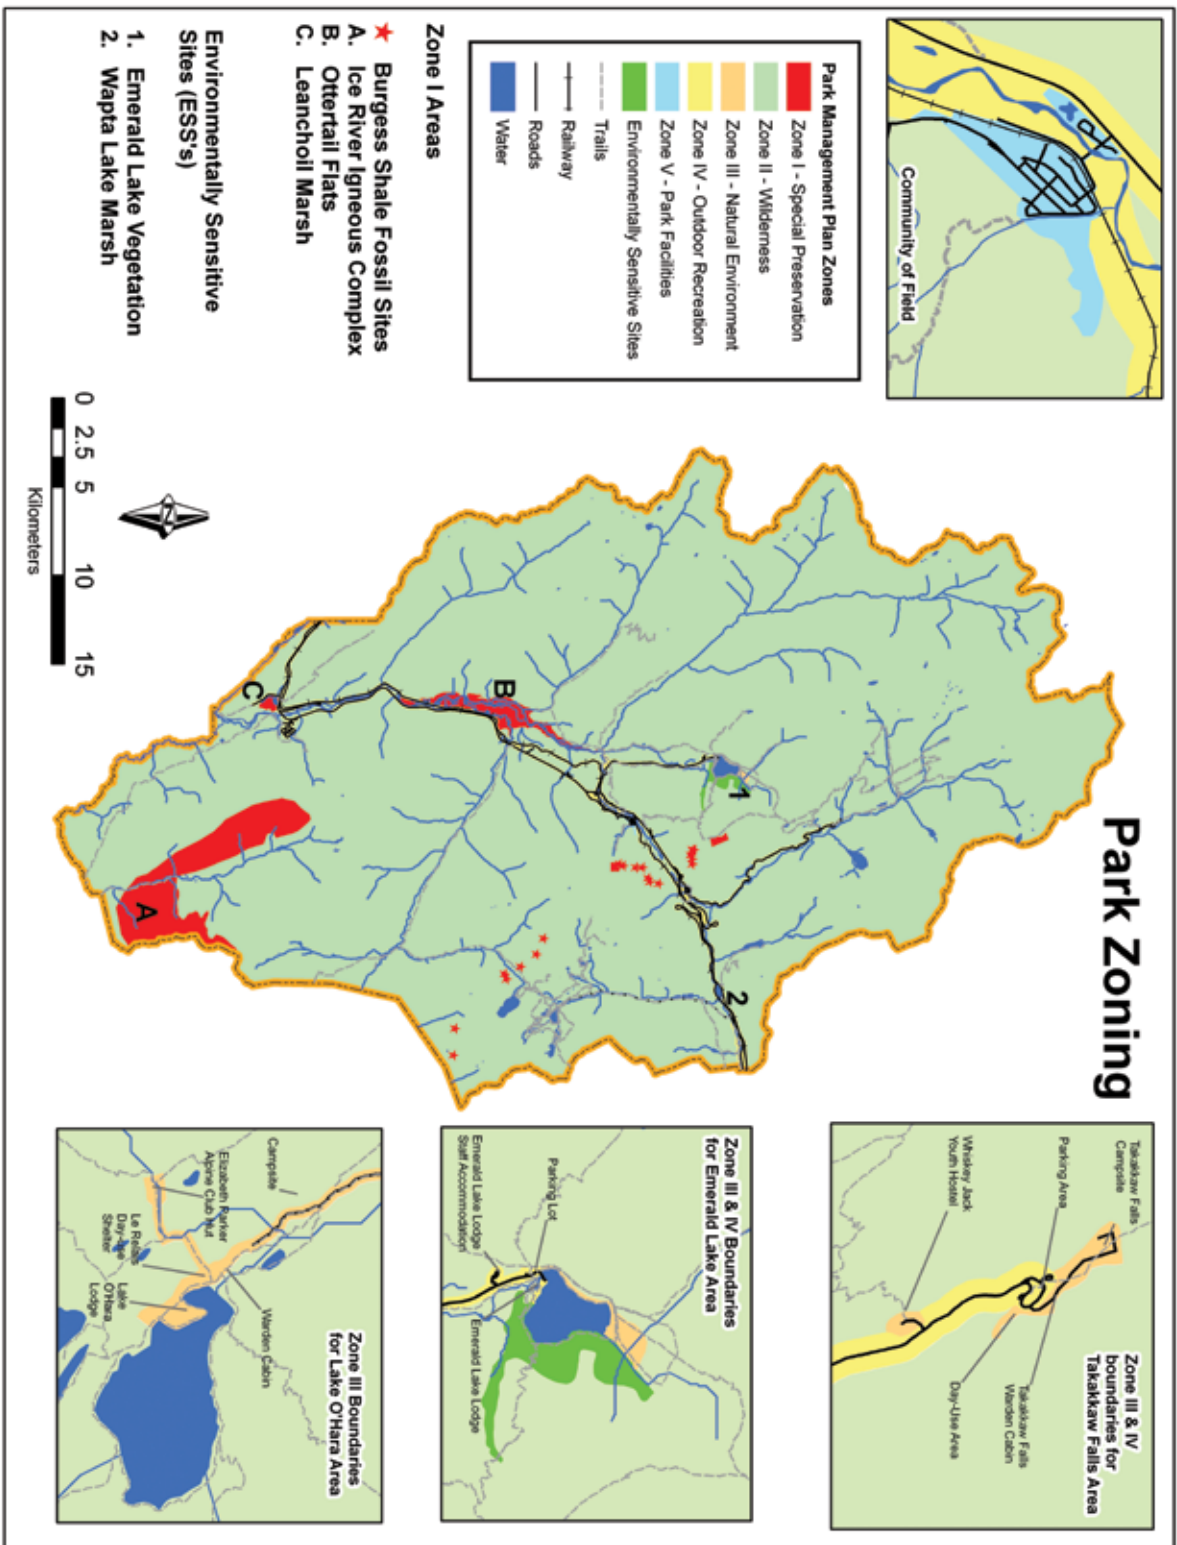 Park Zoning
Community of Field
Park Management Plan Zones
Zone I - Special Preservation
Zone II - Wilderness
Zone III - Natural Environment
Zone IV - Outdoor Recreation
Zone V - Park Facilities
Environmentally Sensitive Sites
Trails
Railway
Roads
Water
Zone I Areas
Burgess Shale Fossil Sites
A. Ice River Igneous Complex
B. Ottertail Flats
C. Leanchoil Marsh
Environmentally Sensitive
Sites (ESS's)
1. Emerald Lake Vegetation
2. Wapta Lake Marsh
0 2.5 5 10 15
Kilometers
N
A
B
C
1
2
Zone III & IV
boundaries for
Takakkaw Falls Area
Takakkaw Falls
Campsite
Parking Area
Whiskey Jack
Youth Hostel
Takakkaw Falls
Warden Cabin
Day-Use Area
Zone III & IV Boundaries
for Emerald Lake Area
Parking Lot
Emerald Lake Lodge
Staff Accommodation
Emerald Lake Lodge
Zone III Boundaries
for Lake O'Hara Area
Campsite
Elizabeth Parker
Alpine Club Hut
Le Relais
Day-Use
Shelter
Lake
O'Hara
Lodge
Warden Cabin